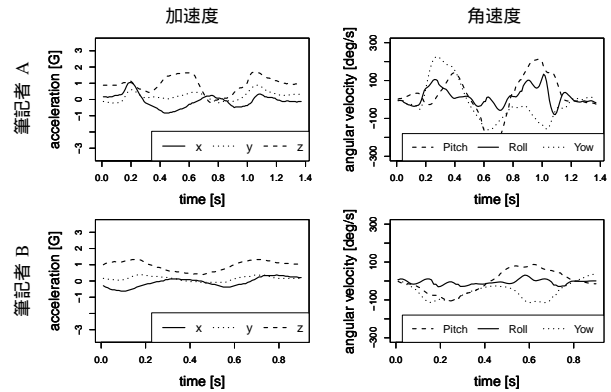 加速度
角速度
筆記者 A
acceleration [G]
3
1
0
-1
-3
x y z
0.0 0.2 0.4 0.6 0.8 1.0 1.2 1.4
time [s]
angular velocity [deg/s]
300
100
-100
-300
Pitch Roll Yow
0.0 0.2 0.4 0.6 0.8 1.0 1.2 1.4
time [s]
筆記者 B
acceleration [G]
3
1
0
-1
-3
x y z
0.0 0.2 0.4 0.6 0.8
time [s]
angular velocity [deg/s]
300
100
-100
-300
Pitch Roll Yow
0.0 0.2 0.4 0.6 0.8
time [s]